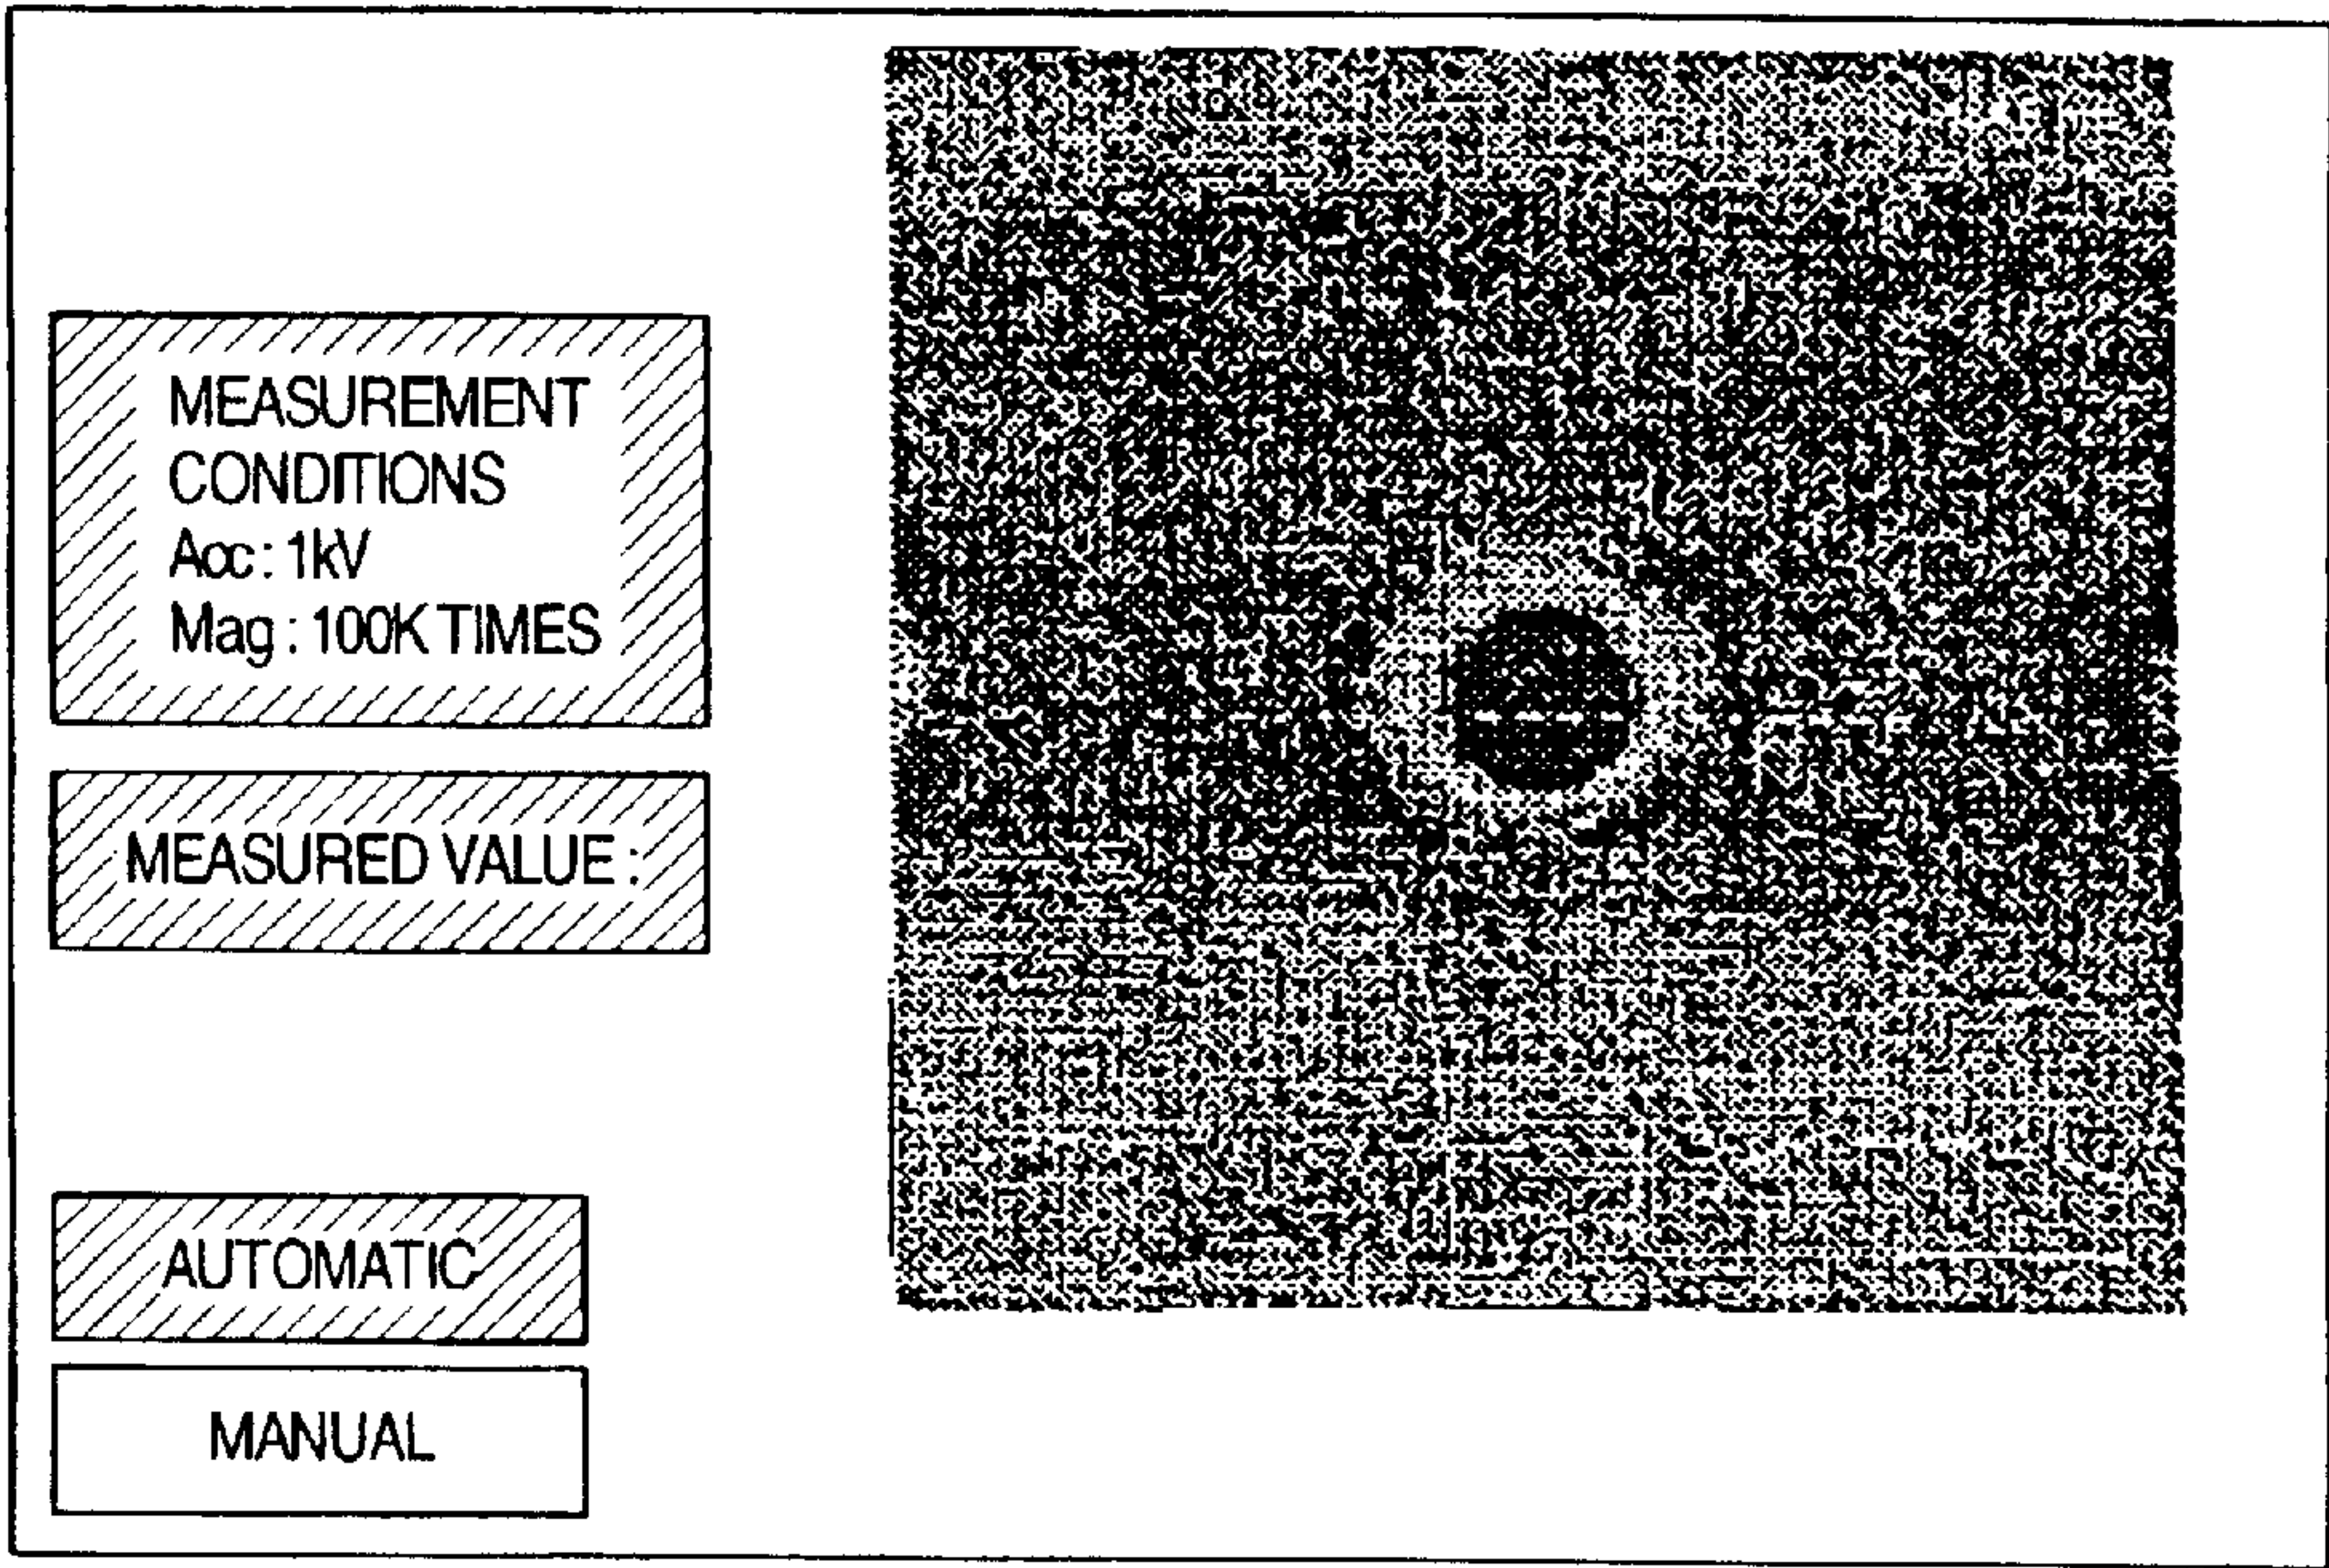 MEASUREMENT
CONDITIONS
Acc : 1kV
Mag : 100K TIMES
MEASURED VALUE :
AUTOMATIC
MANUAL